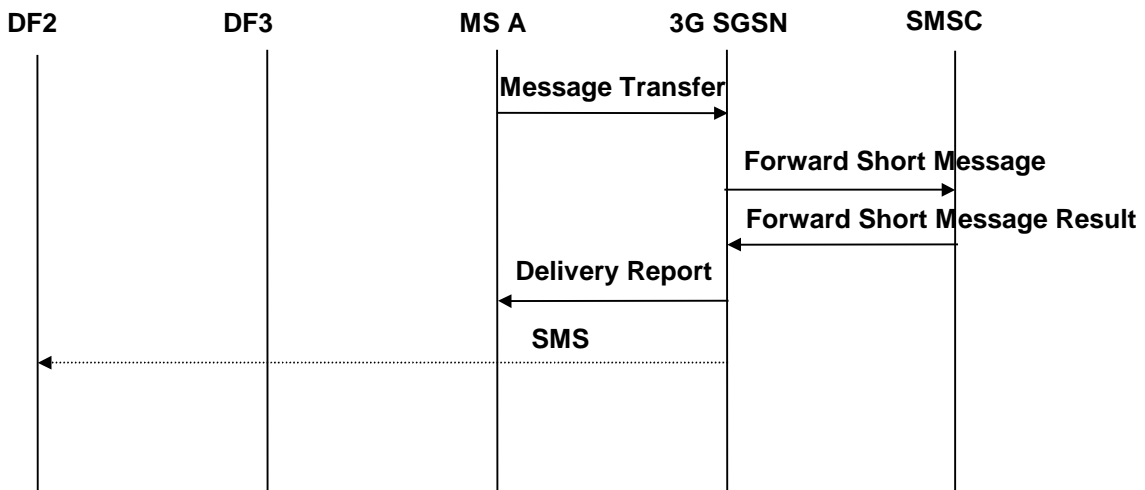 DF2 DF3 MS A 3G SGSN SMSC
Message Transfer
Forward Short Message
Forward Short Message Result
Delivery Report
SMS